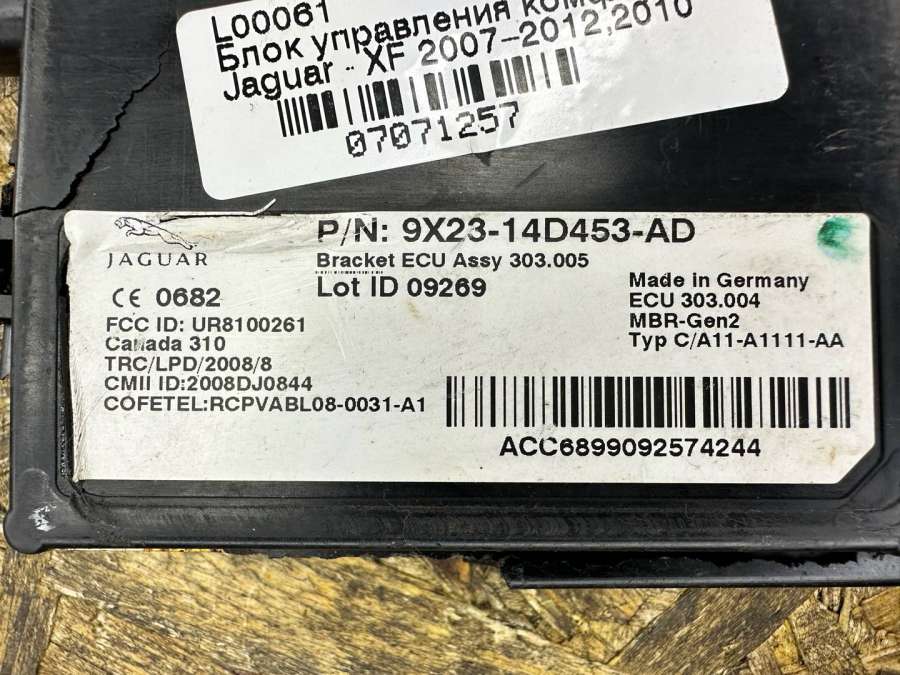 L00061
Блок управления
Jaguar - XF 2007-2012,2010
07071257
JAGUAR
P/N: 9X23-14D453-AD
Bracket ECU Assy 303.005
Lot ID 09269
CE 0682
FCC ID: UR8100261
Canada 310
TRC/LPD/2008/8
CMII ID:2008DJ0844
COFETEL:RCPVABL08-0031-A1
Made in Germany
ECU 303.004
MBR-Gen2
Typ C/A11-A1111-AA
ACC6899092574244